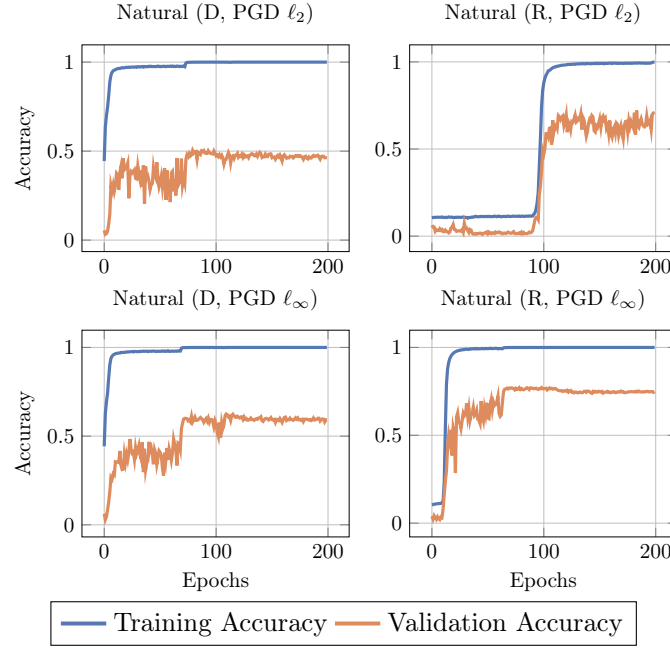 Natural (D, PGD ℓ₂)
Natural (R, PGD ℓ₂)
1
0.5
0
Accuracy
0
100
200
1
0.5
0
0
100
200
Natural (D, PGD ℓ∞)
Natural (R, PGD ℓ∞)
1
0.5
0
Accuracy
0
100
200
Epochs
1
0.5
0
0
100
200
Epochs
Training Accuracy
Validation Accuracy